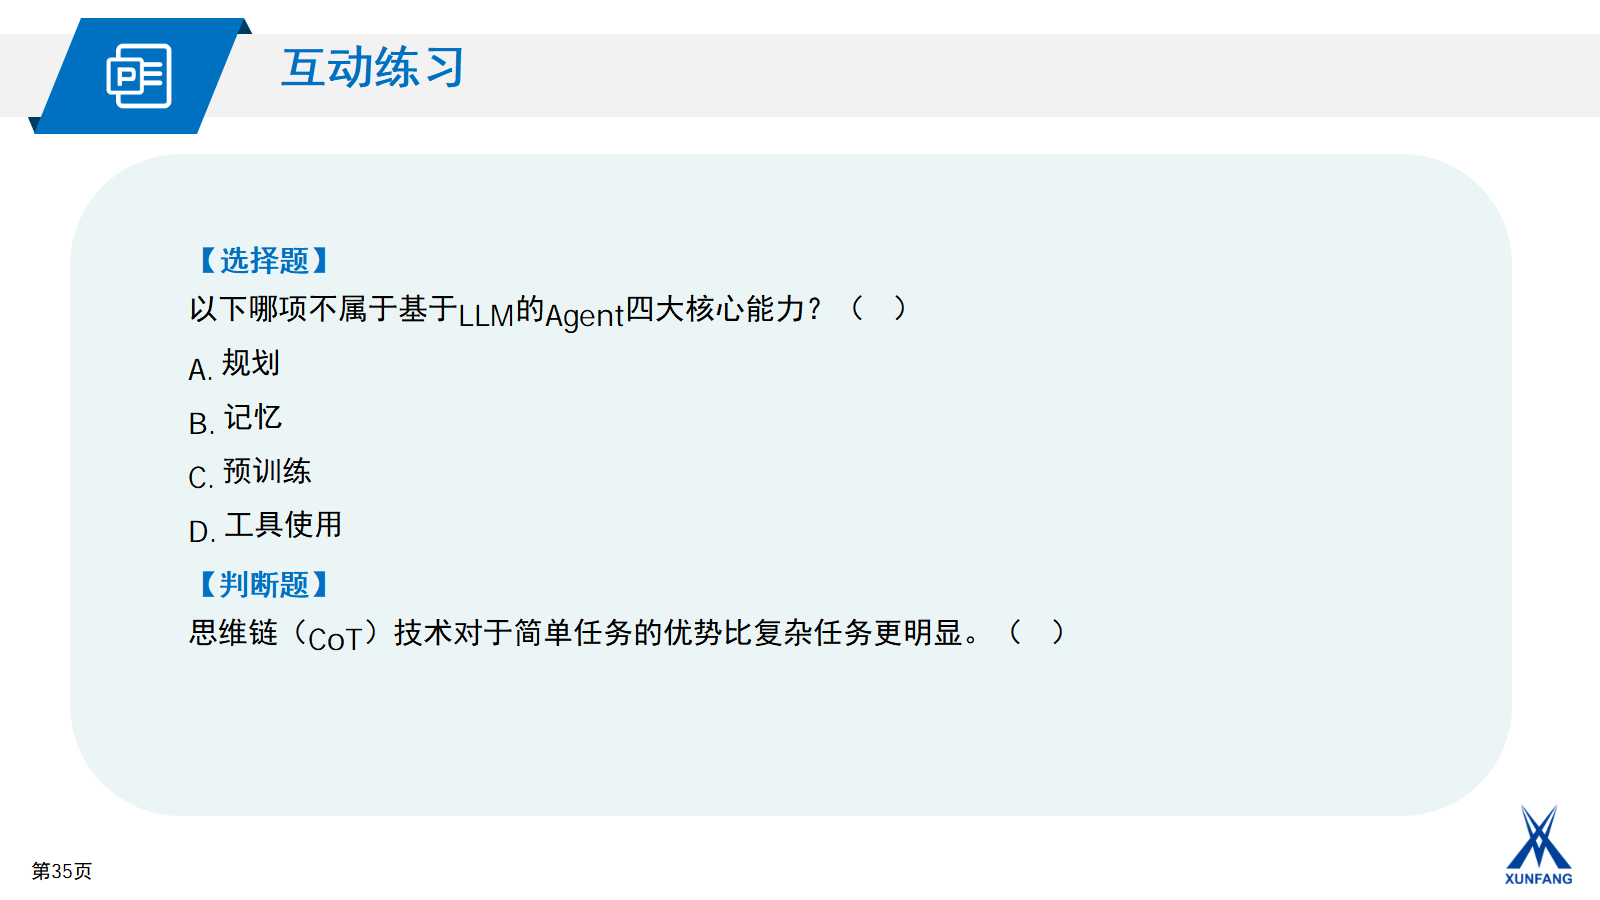 互动练习
【选择题】
以下哪项不属于基于LLM的Agent四大核心能力？（　）
A. 规划
B. 记忆
C. 预训练
D. 工具使用
【判断题】
思维链（CoT）技术对于简单任务的优势比复杂任务更明显。（　）
第35页
XUNFANG